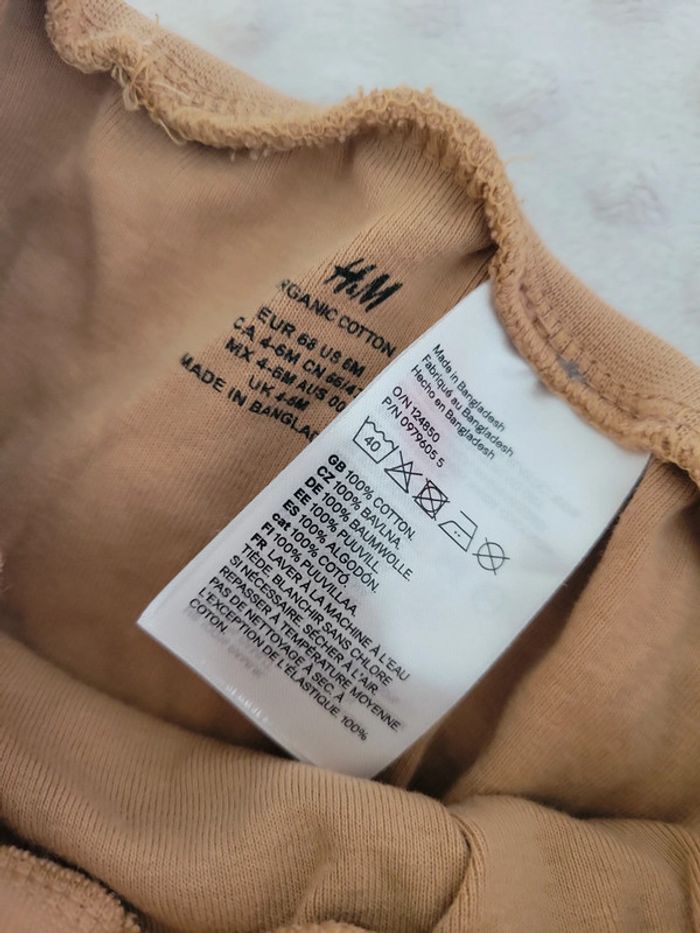 H&M
RGANIC COTTON
EUR 68 US 6M
CA 4-6M CN 66/4
MX 4-6M AUS 00
UK 4-6M
MADE IN BANGLAD
Made in Bangladesh
Fabriqué au Bangladesh
Hecho en Bangladesh
O/N 124850
P/N 0979605 5
40
GB 100% COTTON.
CZ 100% BAVLNA.
DE 100% BAUMWOLLE.
EE 100% PUUVILL.
ES 100% ALGODÓN.
cat 100% COTÓ.
FI 100% PUUVILLAA.
FR LAVER À LA MACHINE À L'EAU
TIÈDE. BLANCHIR SANS CHLORE
SI NÉCESSAIRE. SÉCHER À L'AIR.
REPASSER À TEMPÉRATURE MOYENNE
PAS DE NETTOYAGE À SEC. À
L'EXCEPTION DE L'ÉLASTIQUE. 100%
COTON.